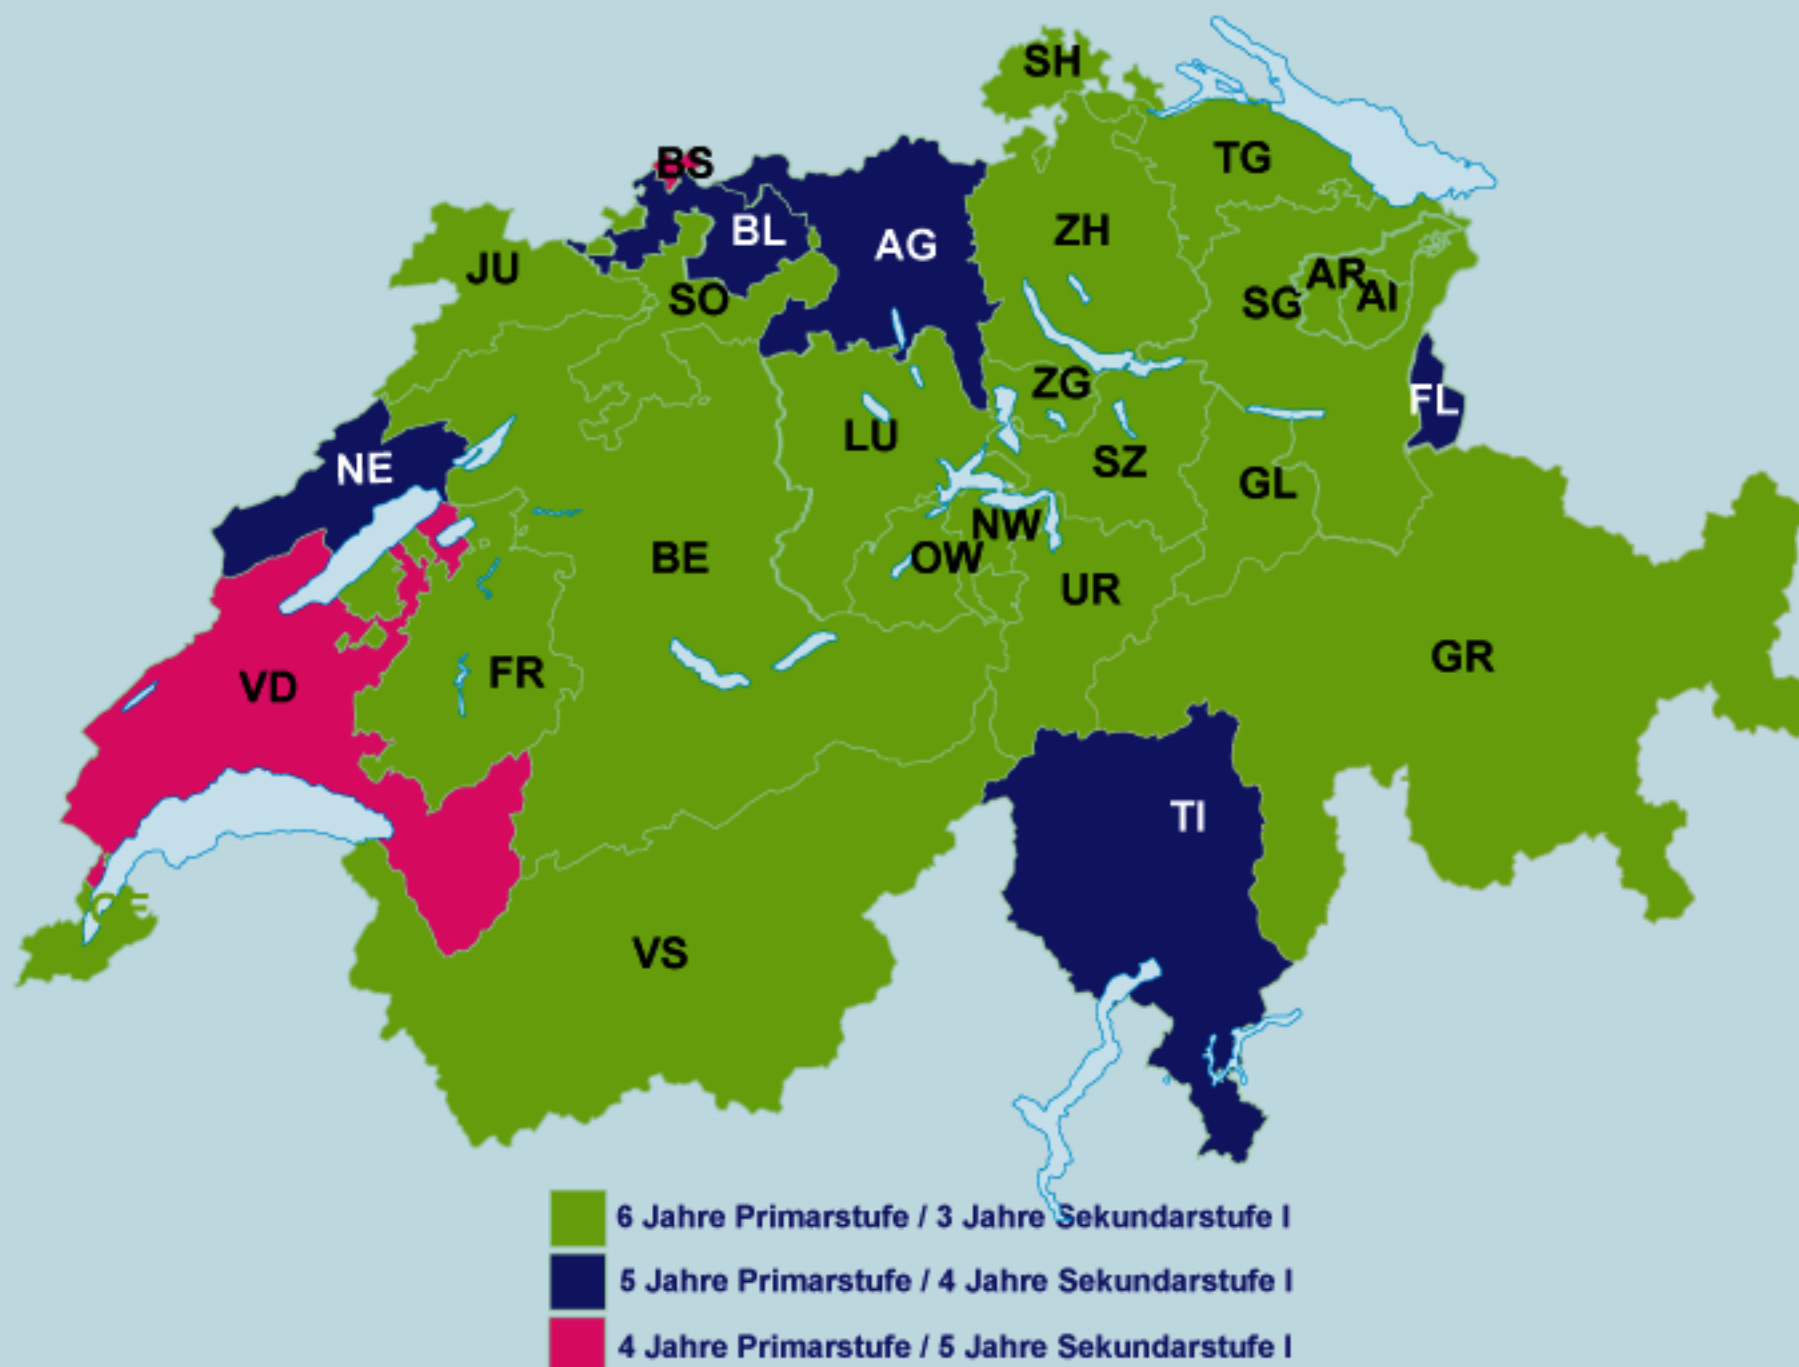 SH
TG
BS
BL
AG
ZH
JU
SO
SG
AR
AI
ZG
FL
LU
NE
SZ
GL
NW
BE
OW
UR
GR
VD
FR
TI
GE
VS
6 Jahre Primarstufe / 3 Jahre Sekundarstufe I
5 Jahre Primarstufe / 4 Jahre Sekundarstufe I
4 Jahre Primarstufe / 5 Jahre Sekundarstufe I